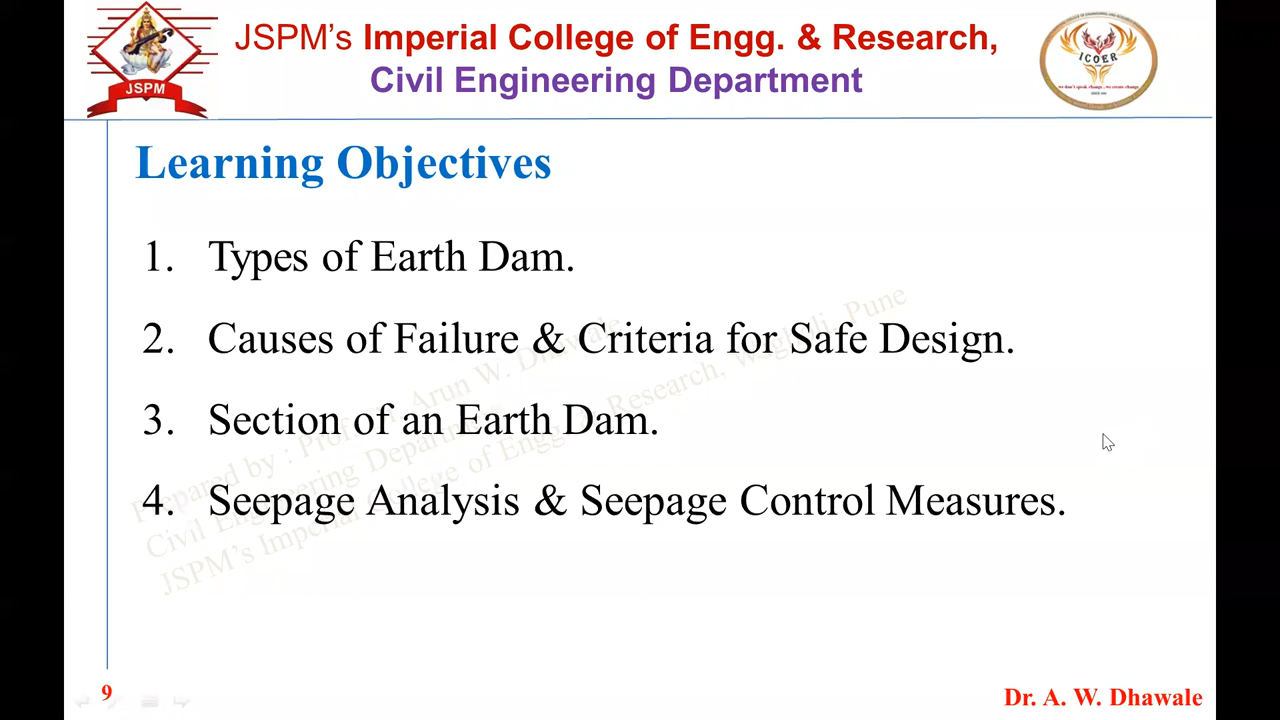 JSPM
JSPM's Imperial College of Engg. & Research,
Civil Engineering Department
ICOER
Learning Objectives
1. Types of Earth Dam.
2. Causes of Failure & Criteria for Safe Design.
3. Section of an Earth Dam.
4. Seepage Analysis & Seepage Control Measures.
9
Dr. A. W. Dhawale